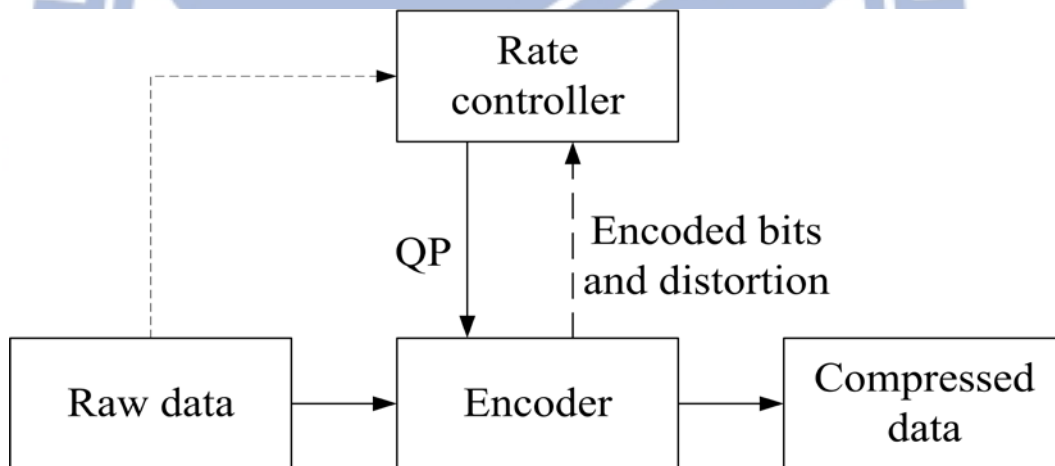 Rate
controller
QP
Encoded bits
and distortion
Raw data
Encoder
Compressed
data